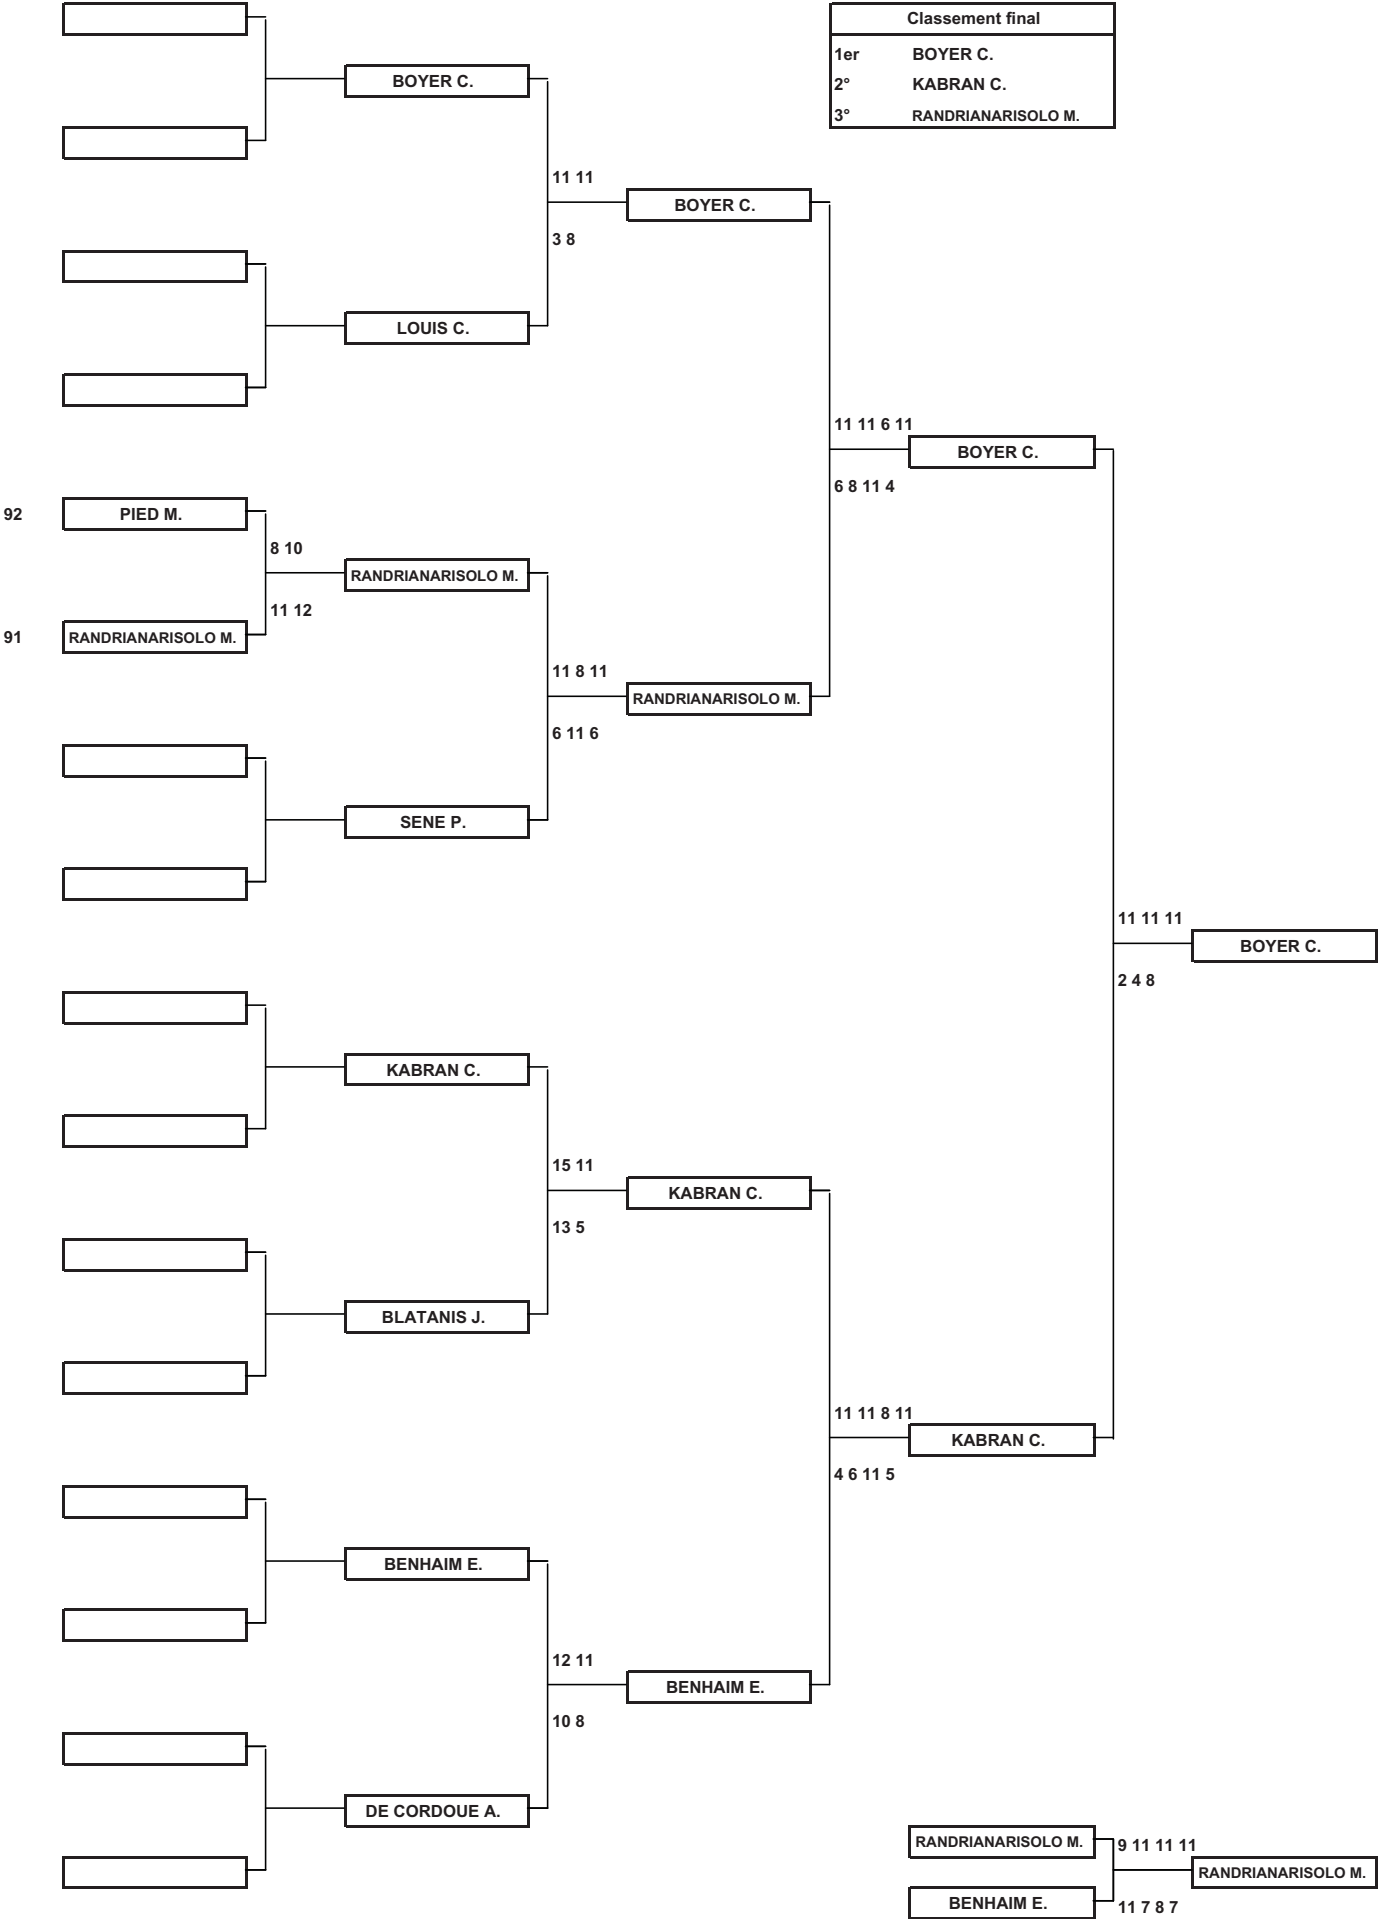 Classement final
1er BOYER C.
2° KABRAN C.
3° RANDRIANARISOLO M.
BOYER C.
11 11
BOYER C.
3 8
LOUIS C.
11 11 6 11
BOYER C.
6 8 11 4
92 PIED M.
8 10
RANDRIANARISOLO M.
11 12
91 RANDRIANARISOLO M.
11 8 11
RANDRIANARISOLO M.
6 11 6
SENE P.
11 11 11
BOYER C.
2 4 8
KABRAN C.
15 11
KABRAN C.
13 5
BLATANIS J.
11 11 8 11
KABRAN C.
4 6 11 5
BENHAIM E.
12 11
BENHAIM E.
10 8
DE CORDOUE A.
RANDRIANARISOLO M.
9 11 11 11
RANDRIANARISOLO M.
BENHAIM E.
11 7 8 7